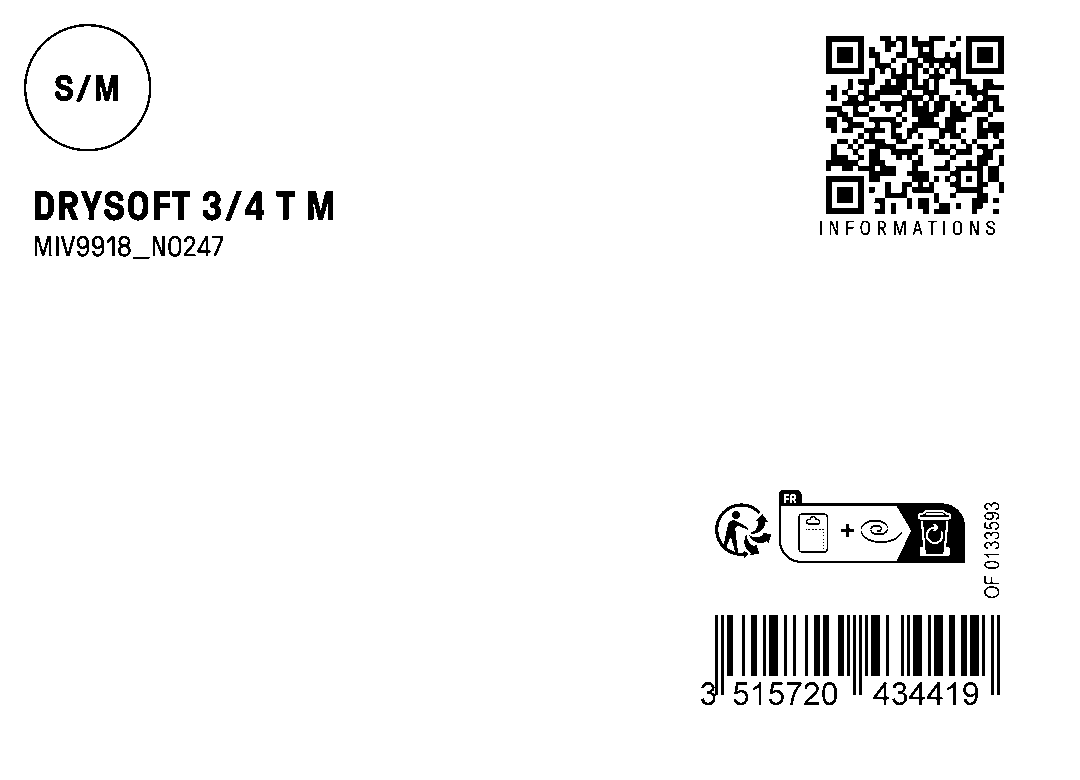 S/M
DRYSOFT 3/4 T M
MIV9918_N0247
INFORMATIONS
FR
+
OF 0133593
3 515720 434419